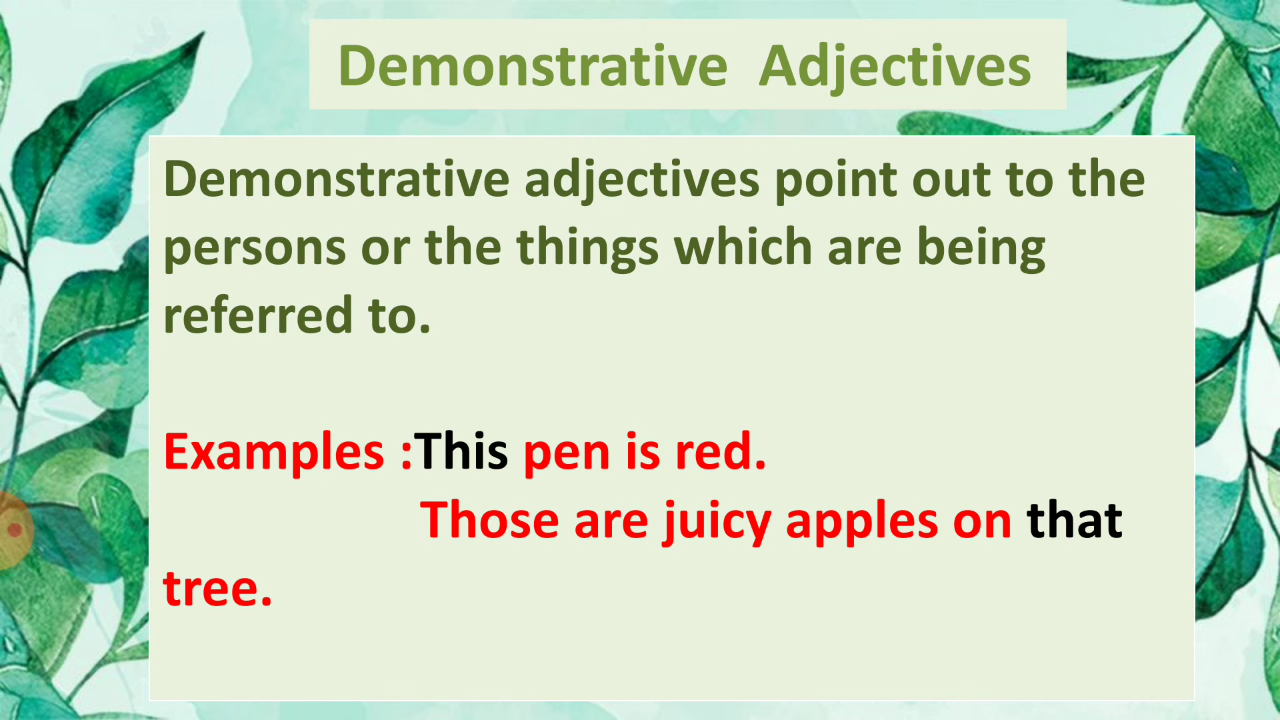 Demonstrative Adjectives
Demonstrative adjectives point out to the
persons or the things which are being
referred to.
Examples :This pen is red.
Those are juicy apples on that
tree.